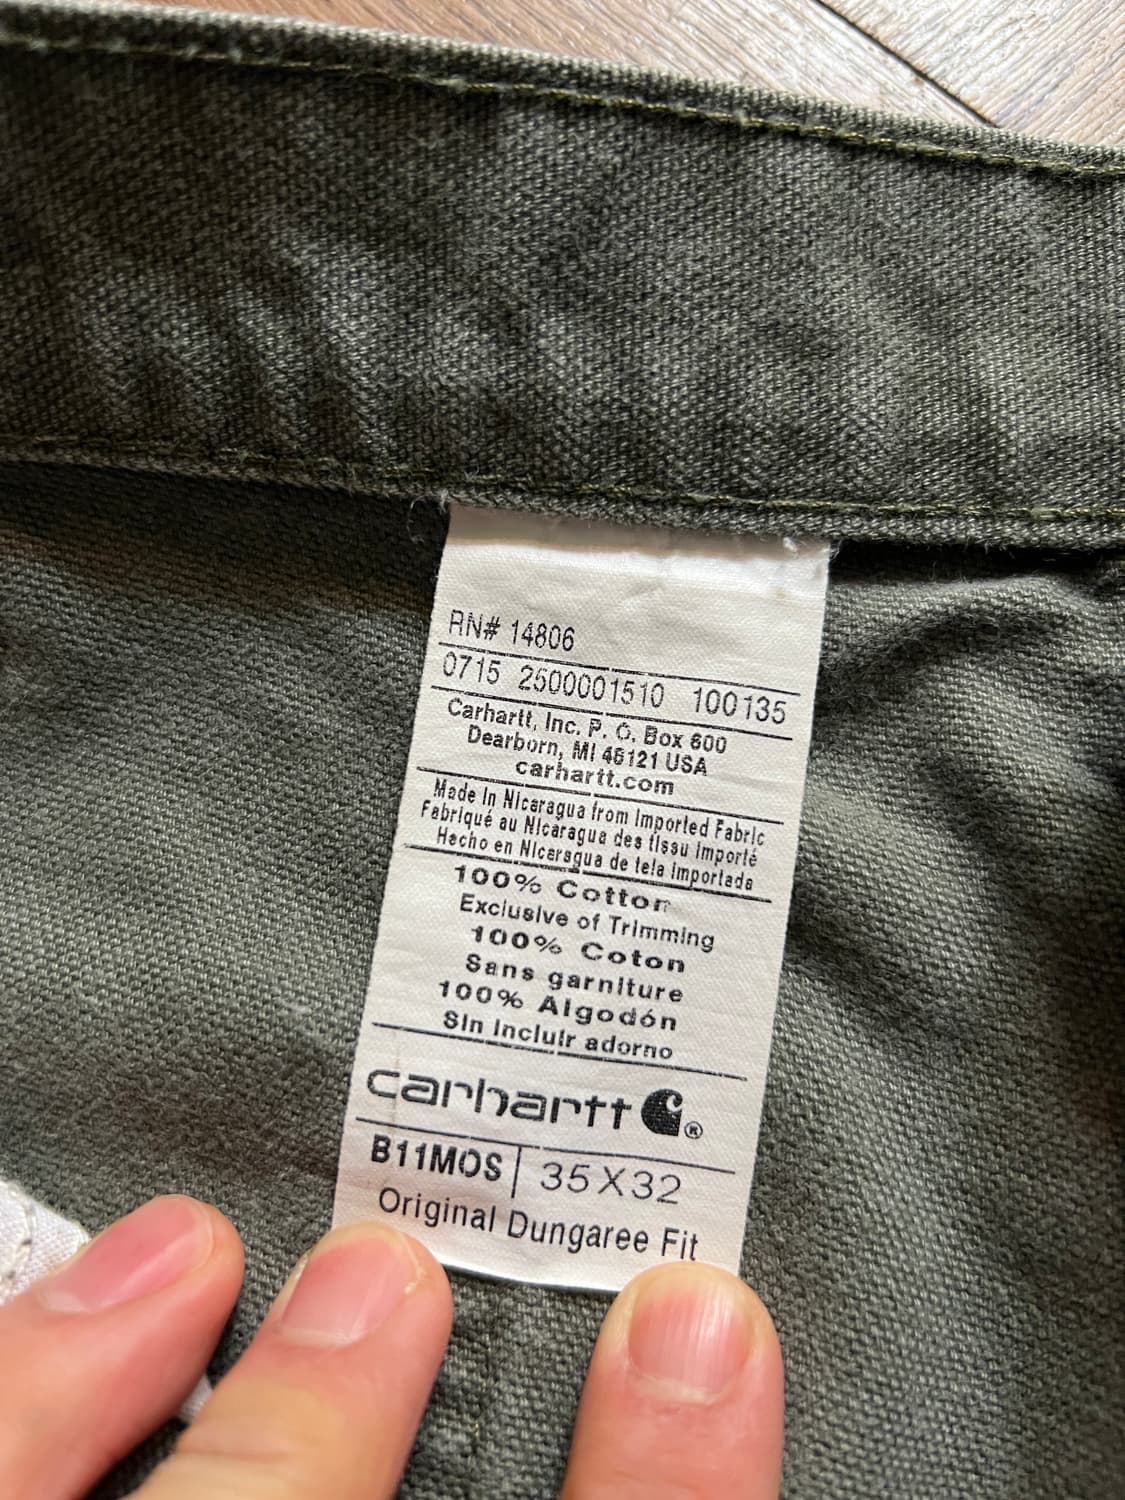 RN# 14806
0715 2500001510 100135
Carhartt, Inc. P. O. Box 600
Dearborn, MI 48121 USA
carhartt.com
Made in Nicaragua from Imported Fabric
Fabriqué au Nicaragua des tissu importé
Hecho en Nicaragua de tela importada
100% Cotton
Exclusive of Trimming
100% Coton
Sans garniture
100% Algodón
Sin incluir adorno
carhartt ®
B11MOS | 35X32
Original Dungaree Fit